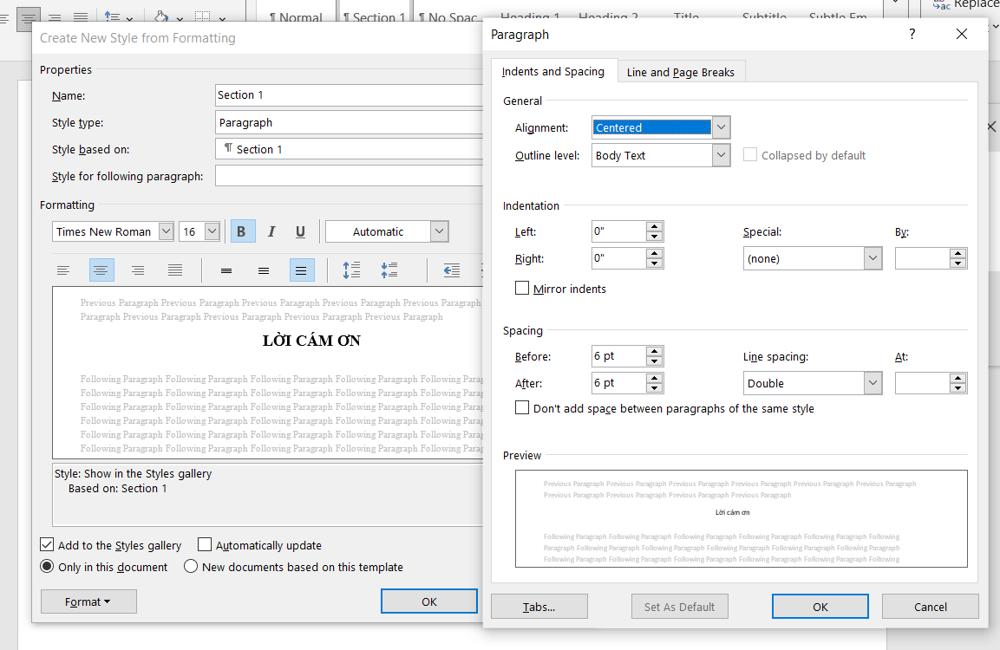 ¶ Normal ¶ Section 1 ¶ No Spac... Heading 1 Heading 2 Title Subtitle Subtle Em... Replace
Create New Style from Formatting
Properties
Name: Section 1
Style type: Paragraph
Style based on: ¶ Section 1
Style for following paragraph:
Formatting
Times New Roman 16 B I U Automatic
Previous Paragraph Previous Paragraph Previous Paragraph Previous Paragraph Previous Paragraph
Paragraph Previous Paragraph Previous Paragraph Previous Paragraph Previous Paragraph
LỜI CÁM ƠN
Following Paragraph Following Paragraph Following Paragraph Following Paragraph Following Para
Following Paragraph Following Paragraph Following Paragraph Following Paragraph Following Para
Following Paragraph Following Paragraph Following Paragraph Following Paragraph Following Para
Following Paragraph Following Paragraph Following Paragraph Following Paragraph Following Para
Following Paragraph Following Paragraph Following Paragraph Following Paragraph Following Para
Following Paragraph Following Paragraph Following Paragraph Following Paragraph Following Para
Style: Show in the Styles gallery
Based on: Section 1
Add to the Styles gallery Automatically update
Only in this document New documents based on this template
Format OK
Paragraph ?
Indents and Spacing Line and Page Breaks
General
Alignment: Centered
Outline level: Body Text Collapsed by default
Indentation
Left: 0" Special: By:
Right: 0" (none)
Mirror indents
Spacing
Before: 6 pt Line spacing: At:
After: 6 pt Double
Don't add space between paragraphs of the same style
Preview
Previous Paragraph Previous Paragraph Previous Paragraph Previous Paragraph Previous Paragraph Previous Paragraph
Previous Paragraph Previous Paragraph Previous Paragraph Previous Paragraph
Lời cám ơn
Following Paragraph Following Paragraph Following Paragraph Following Paragraph Following Paragraph Following
Paragraph Following Paragraph Following Paragraph Following Paragraph Following Paragraph Following Paragraph
Following Paragraph Following Paragraph Following Paragraph Following Paragraph Following Paragraph Following
Tabs... Set As Default OK Cancel